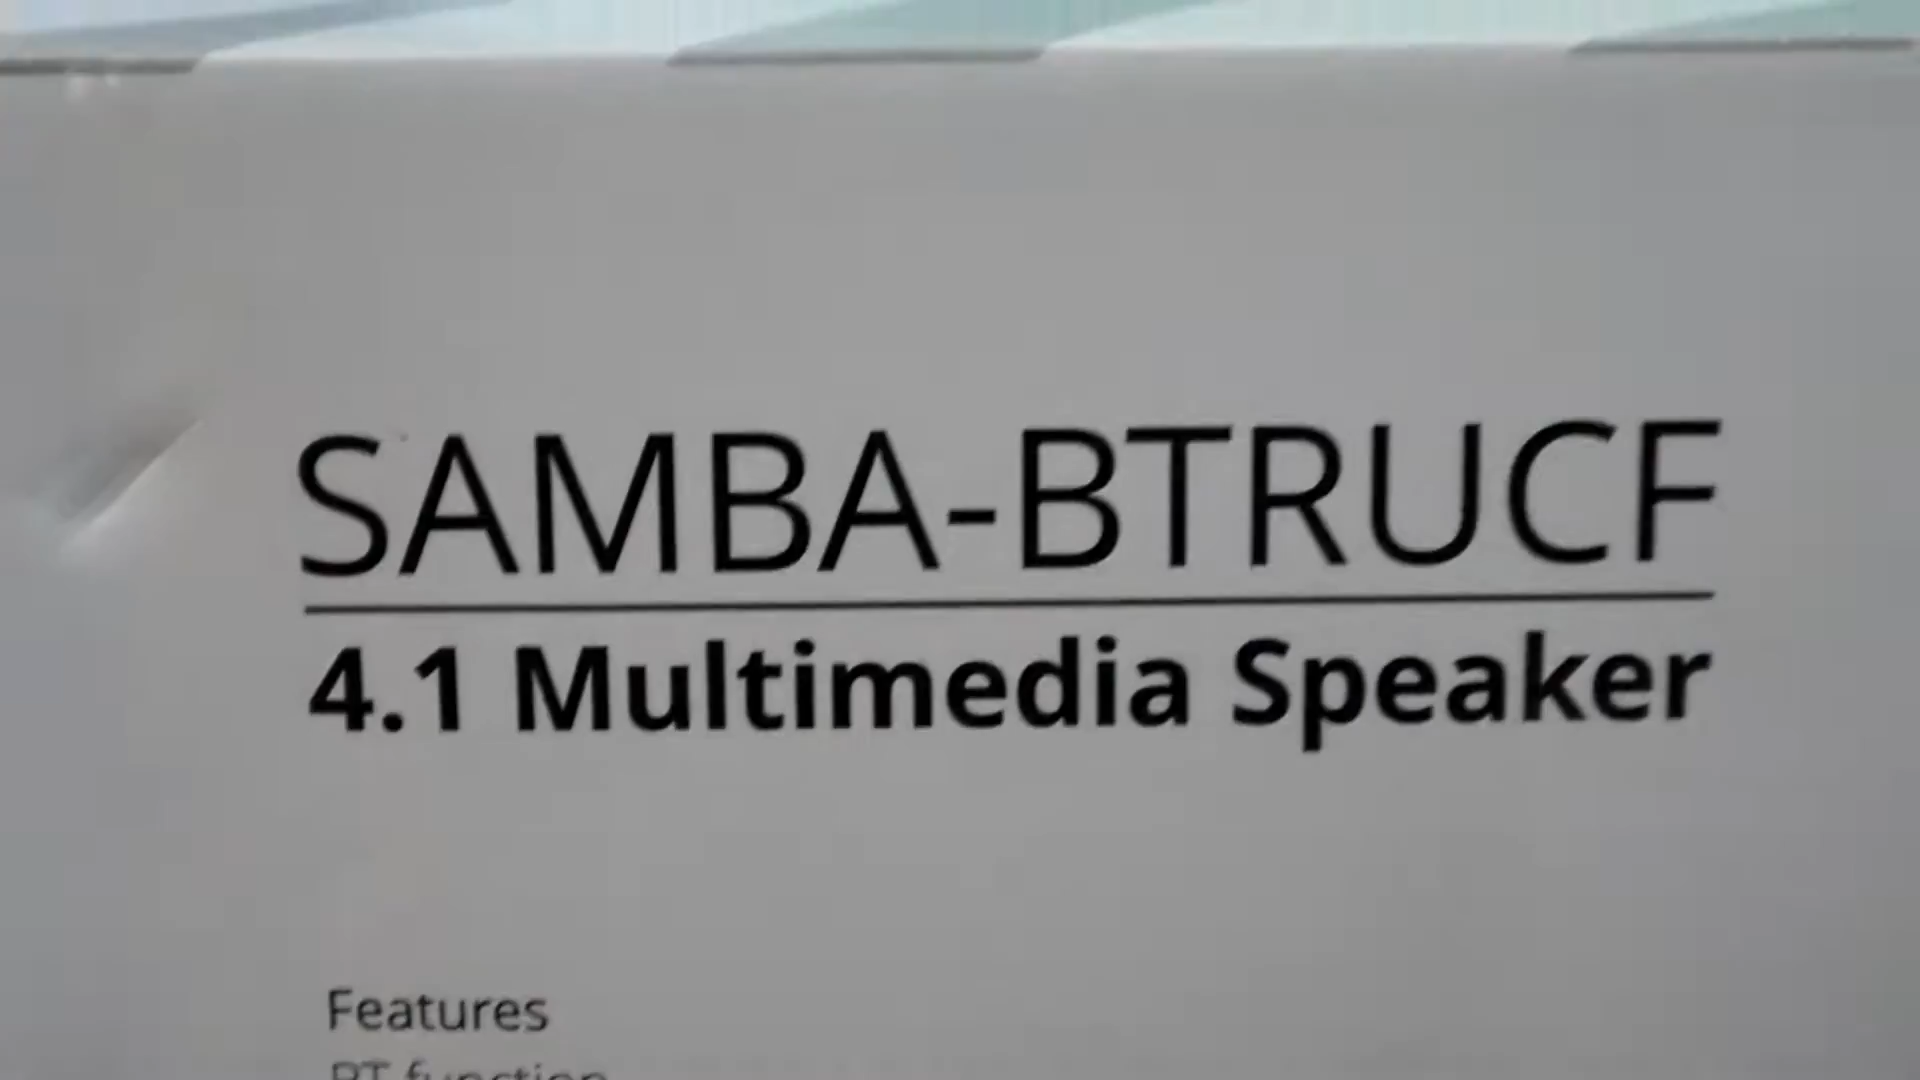 SAMBA-BTRUCF
4.1 Multimedia Speaker
Features
BT function